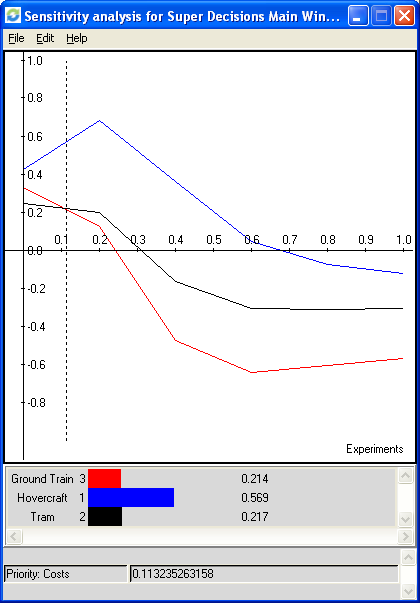 Sensitivity analysis for Super Decisions Main Win...
File Edit Help
1.0
0.8
0.6
0.4
0.2
0.1 0.2 0.3 0.4 0.5 0.6 0.7 0.8 0.9 1.0
0.0
-0.2
-0.4
-0.6
-0.8
Experiments
Ground Train 3 0.214
Hovercraft 1 0.569
Tram 2 0.217
Priority: Costs 0.113235263158